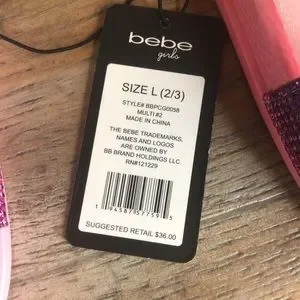 bebe
girls
SIZE L (2/3)
STYLE# BBPCG0058
MULTI #2
MADE IN CHINA
THE BEBE TRADEMARKS,
NAMES AND LOGOS
ARE OWNED BY
BB BRAND HOLDINGS LLC.
RN#121229
SUGGESTED RETAIL $36.00